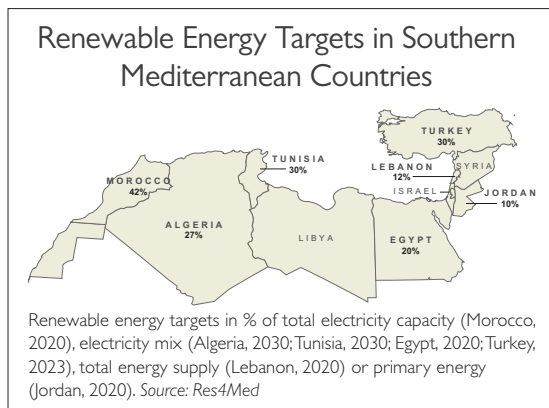 Renewable Energy Targets in Southern
Mediterranean Countries
TURKEY
30%
TUNISIA
30%
LEBANON
12%
SYRIA
MOROCCO
42%
ISRAEL
JORDAN
10%
ALGERIA
27%
LIBYA
EGYPT
20%
Renewable energy targets in % of total electricity capacity (Morocco,
2020), electricity mix (Algeria, 2030; Tunisia, 2030; Egypt, 2020; Turkey,
2023), total energy supply (Lebanon, 2020) or primary energy
(Jordan, 2020). Source: Res4Med